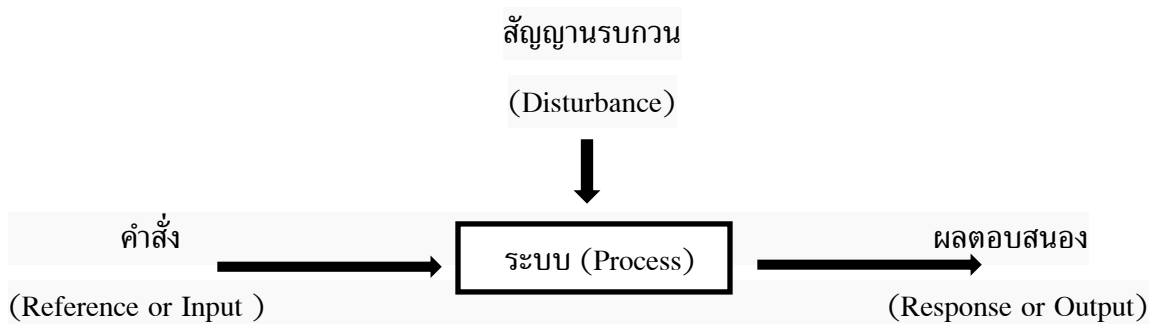 สัญญานรบกวน
(Disturbance)
คำสั่ง
ระบบ (Process)
ผลตอบสนอง
(Reference or Input )
(Response or Output)